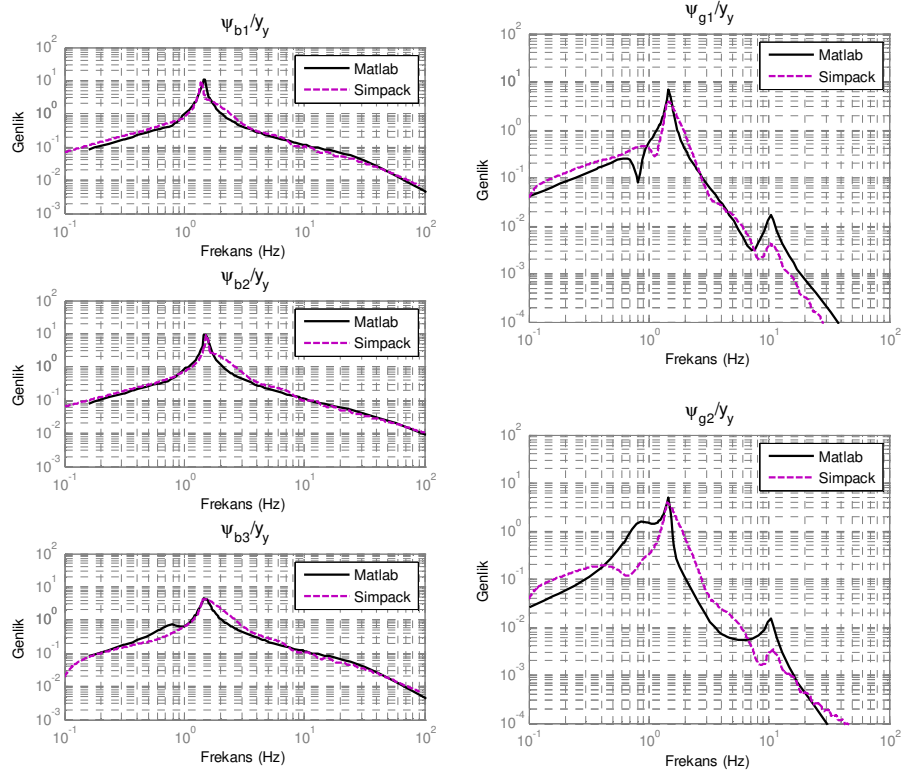 ψb1/yy
10^2
10^1
10^0
10^-1
10^-2
10^-3
Genlik
Matlab
Simpack
10^-1
10^0
10^1
10^2
Frekans (Hz)
ψb2/yy
10^2
10^1
10^0
10^-1
10^-2
10^-3
Genlik
Matlab
Simpack
10^-1
10^0
10^1
10^2
Frekans (Hz)
ψb3/yy
10^2
10^1
10^0
10^-1
10^-2
10^-3
Genlik
Matlab
Simpack
10^-1
10^0
10^1
10^2
Frekans (Hz)
ψg1/yy
10^2
10^1
10^0
10^-1
10^-2
10^-3
10^-4
Genlik
Matlab
Simpack
10^-1
10^0
10^1
10^2
Frekans (Hz)
ψg2/yy
10^2
10^1
10^0
10^-1
10^-2
10^-3
10^-4
Genlik
Matlab
Simpack
10^-1
10^0
10^1
10^2
Frekans (Hz)